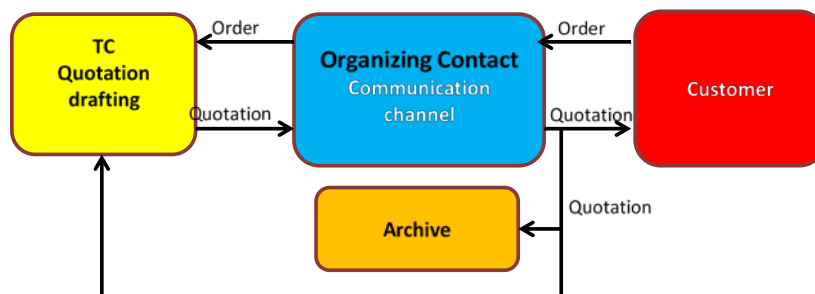 Order
Order
TC
Quotation
drafting
Organizing Contact
Communication
channel
Customer
Quotation
Quotation
Quotation
Archive